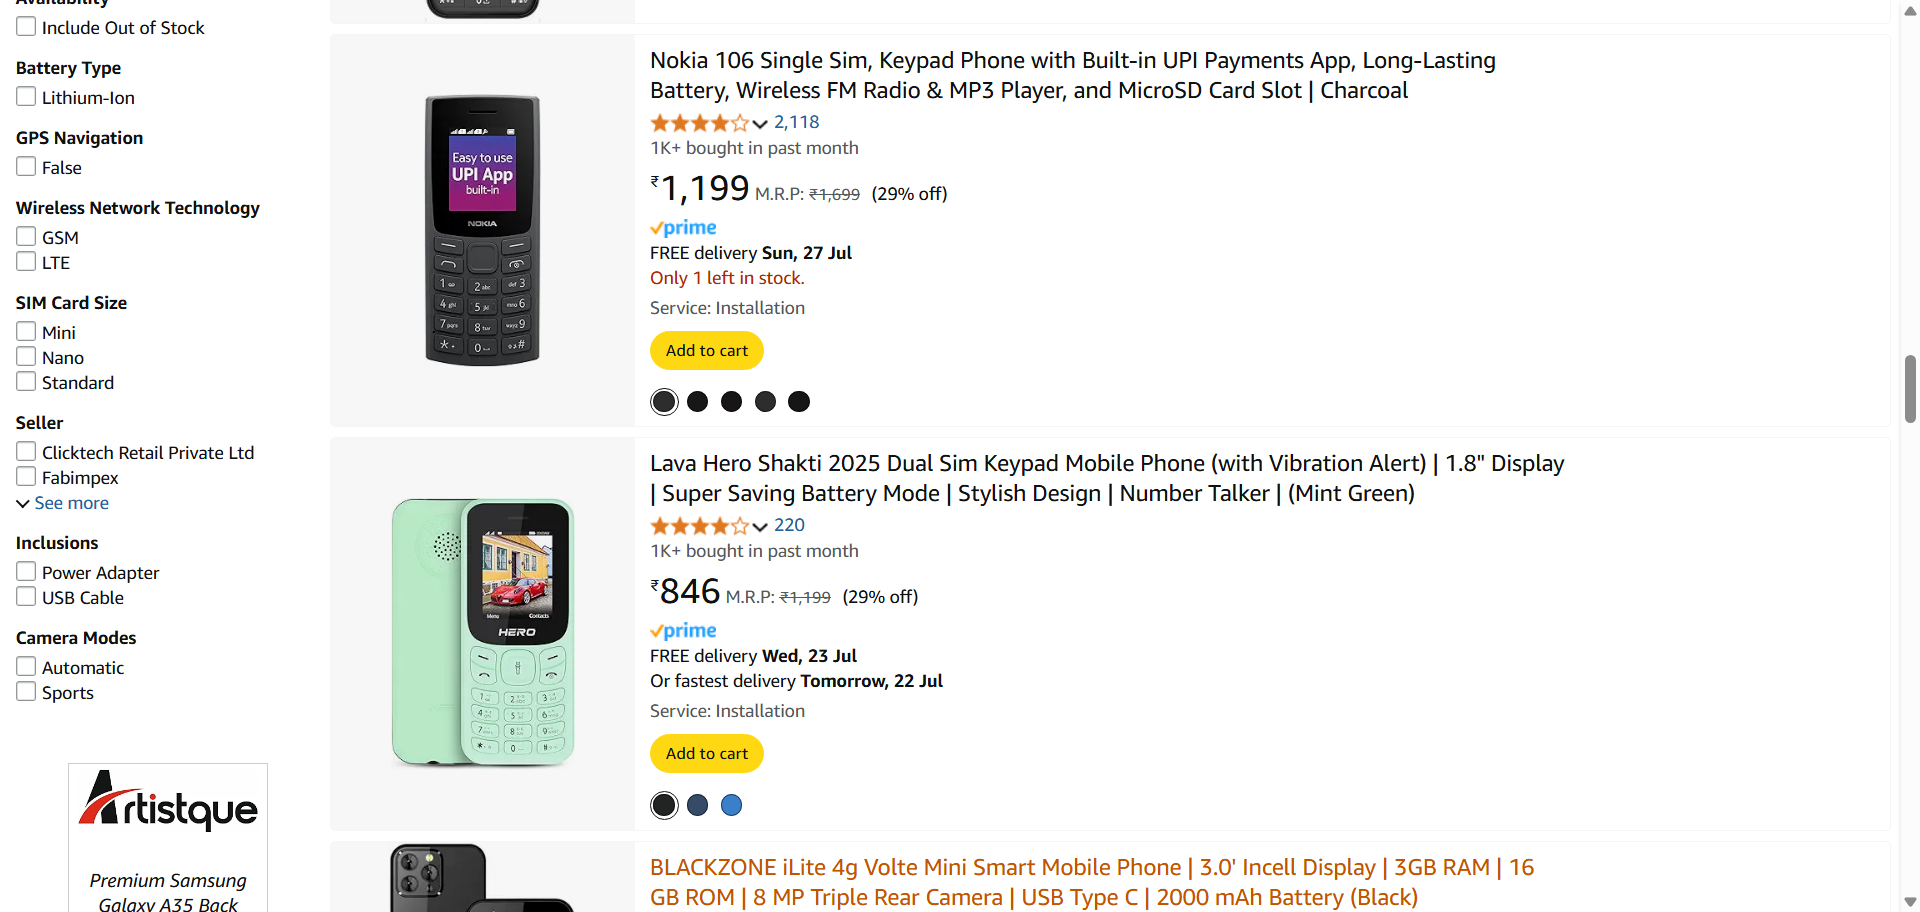 Availability
Include Out of Stock
Battery Type
Lithium-Ion
GPS Navigation
False
Wireless Network Technology
GSM
LTE
SIM Card Size
Mini
Nano
Standard
Seller
Clicktech Retail Private Ltd
Fabimpex
See more
Inclusions
Power Adapter
USB Cable
Camera Modes
Automatic
Sports
Artistque
Premium Samsung
Galaxy A35 Back
Easy to use
UPI App
built-in
NOKIA
Nokia 106 Single Sim, Keypad Phone with Built-in UPI Payments App, Long-Lasting
Battery, Wireless FM Radio & MP3 Player, and MicroSD Card Slot | Charcoal
2,118
1K+ bought in past month
₹1,199 M.R.P: ₹1,699 (29% off)
prime
FREE delivery Sun, 27 Jul
Only 1 left in stock.
Service: Installation
Add to cart
Menu Contacts
HERO
Lava Hero Shakti 2025 Dual Sim Keypad Mobile Phone (with Vibration Alert) | 1.8" Display
| Super Saving Battery Mode | Stylish Design | Number Talker | (Mint Green)
220
1K+ bought in past month
₹846 M.R.P: ₹1,199 (29% off)
prime
FREE delivery Wed, 23 Jul
Or fastest delivery Tomorrow, 22 Jul
Service: Installation
Add to cart
BLACKZONE iLite 4g Volte Mini Smart Mobile Phone | 3.0' Incell Display | 3GB RAM | 16
GB ROM | 8 MP Triple Rear Camera | USB Type C | 2000 mAh Battery (Black)